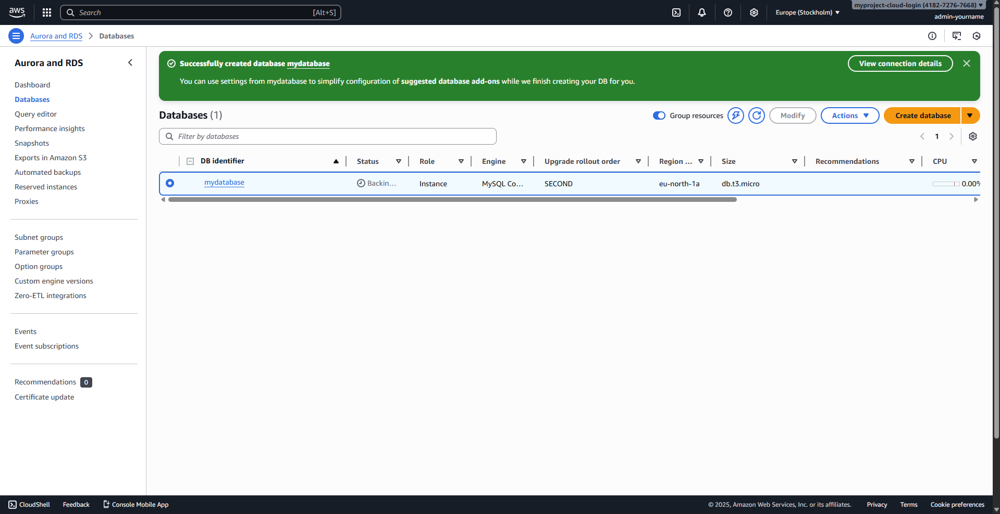 aws
Search
[Alt+S]
Europe (Stockholm)
myproject-cloud-login (4182-7276-7668)
admin-yourname
Aurora and RDS
Databases
Aurora and RDS
Dashboard
Databases
Query editor
Performance insights
Snapshots
Exports in Amazon S3
Automated backups
Reserved instances
Proxies
Subnet groups
Parameter groups
Option groups
Custom engine versions
Zero-ETL integrations
Events
Event subscriptions
Recommendations 0
Certificate update
Successfully created database mydatabase
View connection details
You can use settings from mydatabase to simplify configuration of suggested database add-ons while we finish creating your DB for you.
Databases (1)
Group resources
Modify
Actions
Create database
Filter by databases
1
DB identifier Status Role Engine Upgrade rollout order Region ... Size Recommendations CPU
mydatabase Backin... Instance MySQL Co... SECOND eu-north-1a db.t3.micro 0.00%
CloudShell Feedback Console Mobile App
© 2025, Amazon Web Services, Inc. or its affiliates. Privacy Terms Cookie preferences